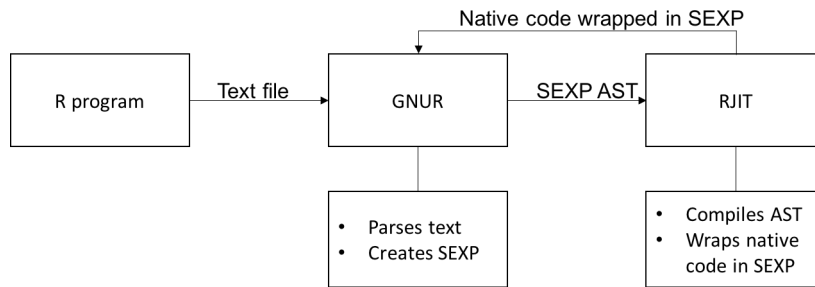 Native code wrapped in SEXP
R program
Text file
GNUR
SEXP AST
RJIT
• Parses text
• Creates SEXP
• Compiles AST
• Wraps native
code in SEXP